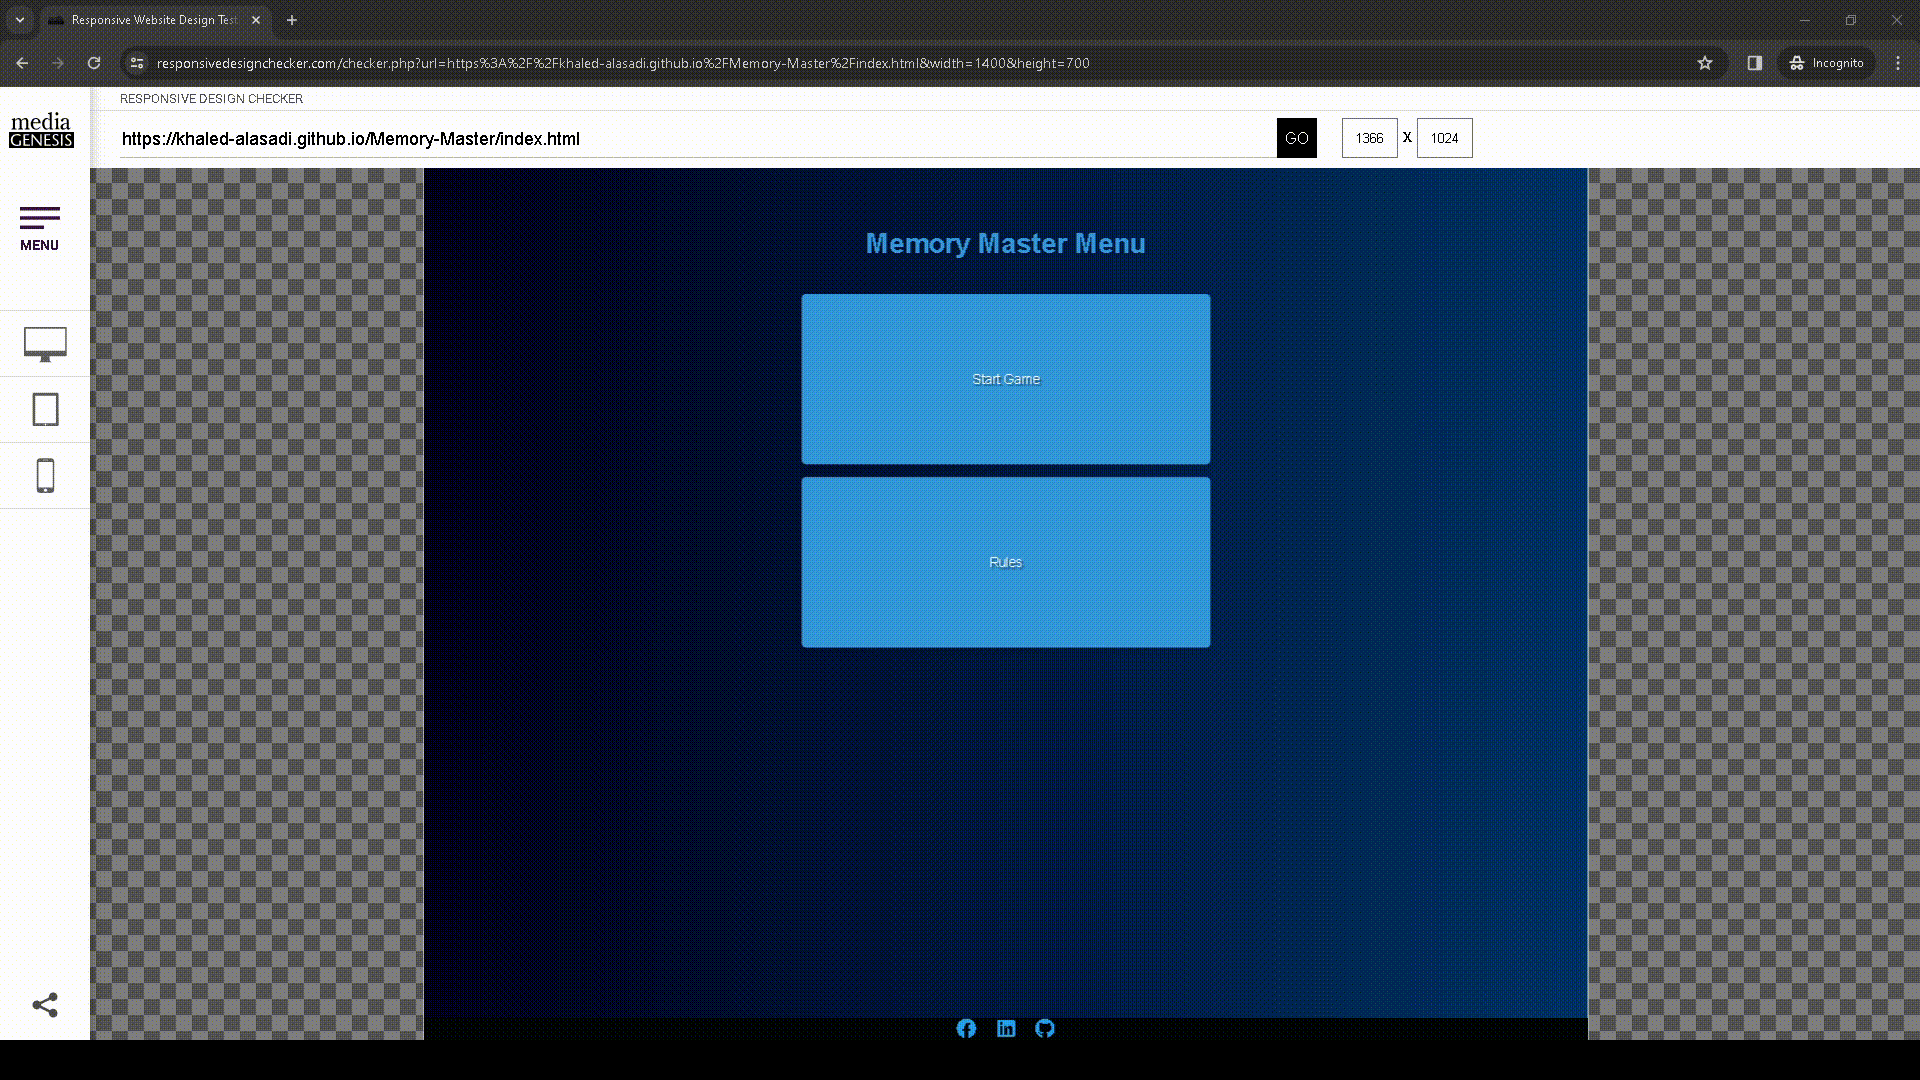 Responsive Website Design Test
responsivedesignchecker.com/checker.php?url=https%3A%2F%2Fkhaled-alasadi.github.io%2FMemory-Master%2Findex.html&width=1400&height=700
Incognito
media
GENESIS
RESPONSIVE DESIGN CHECKER
https://khaled-alasadi.github.io/Memory-Master/index.html
GO
1366 X 1024
MENU
Memory Master Menu
Start Game
Rules